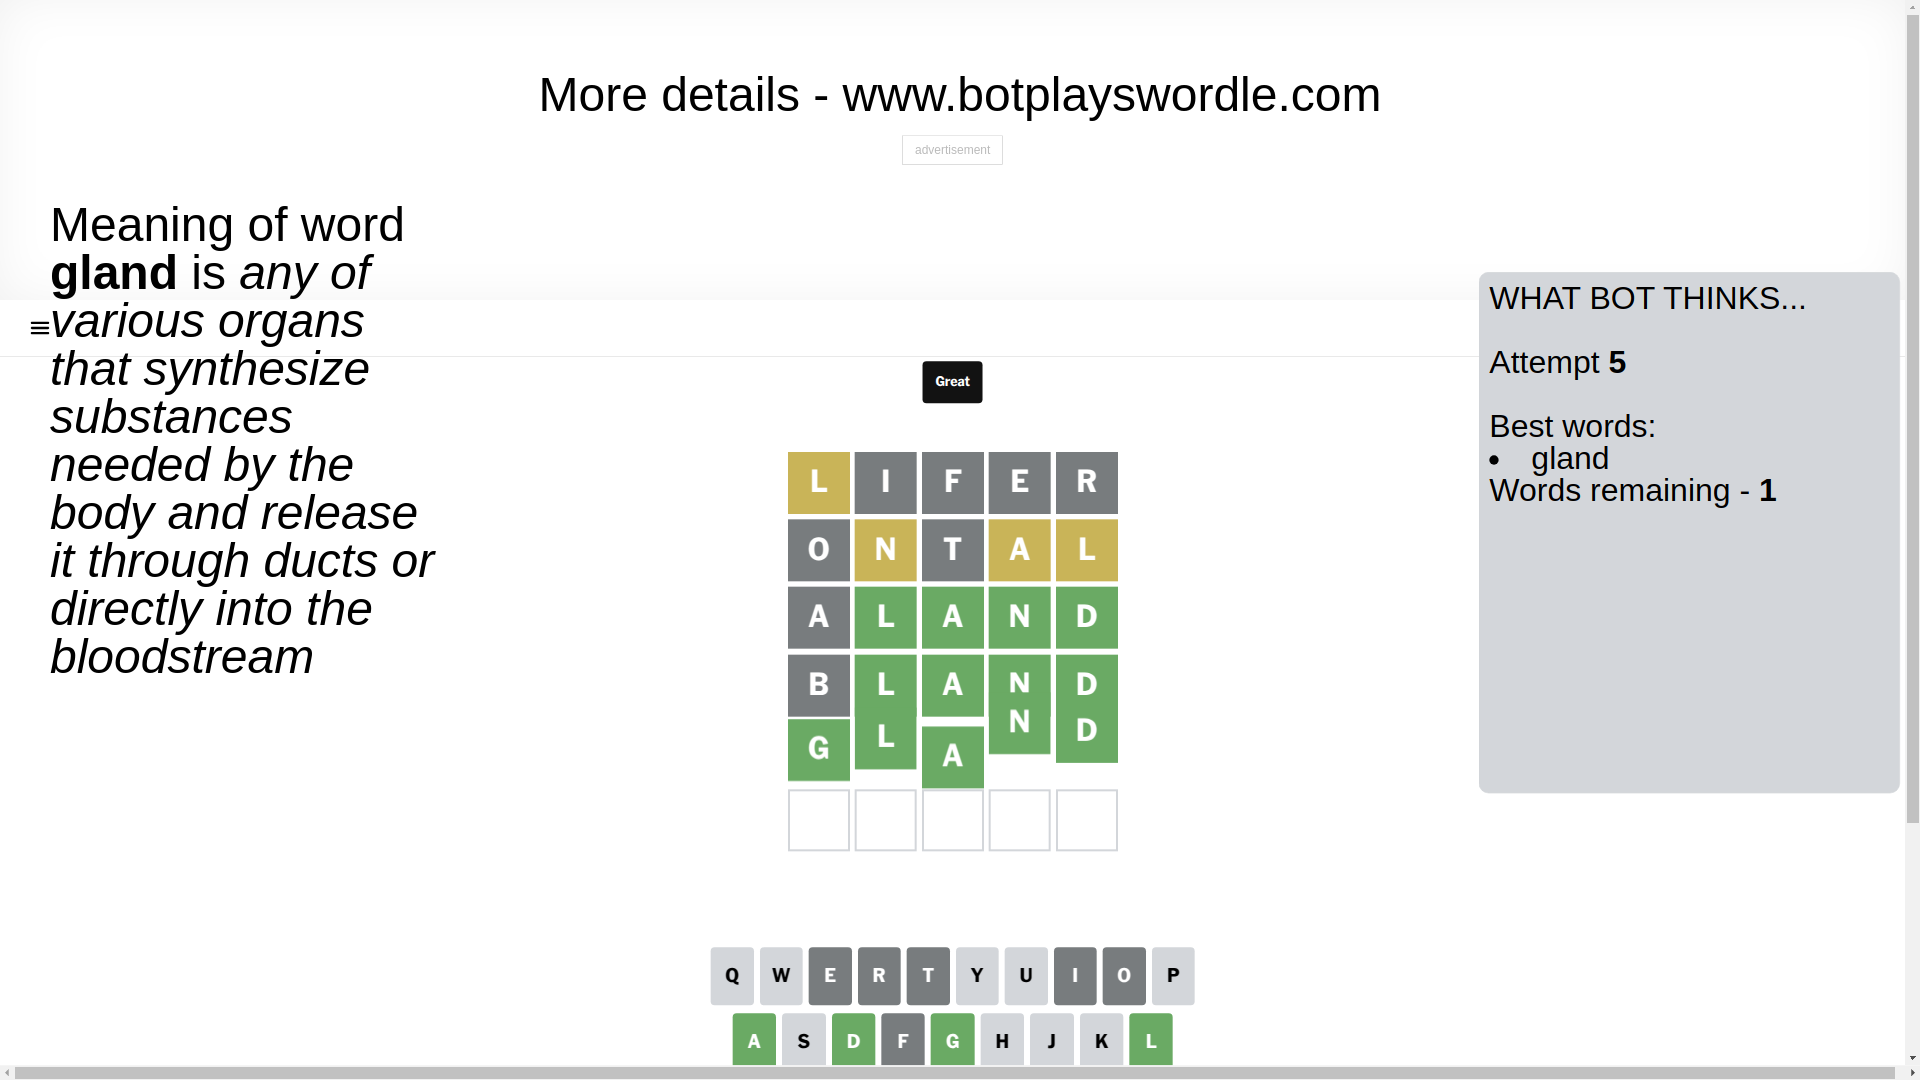 More details - www.botplayswordle.com
advertisement
Meaning of word
gland is any of
various organs
that synthesize
substances
needed by the
body and release
it through ducts or
directly into the
bloodstream
WHAT BOT THINKS...
Attempt 5
Best words:
• gland
Words remaining - 1
Great
L I F E R
O N T A L
A L A N D
B L A N D
G L A N D
Q W E R T Y U I O P
A S D F G H J K L